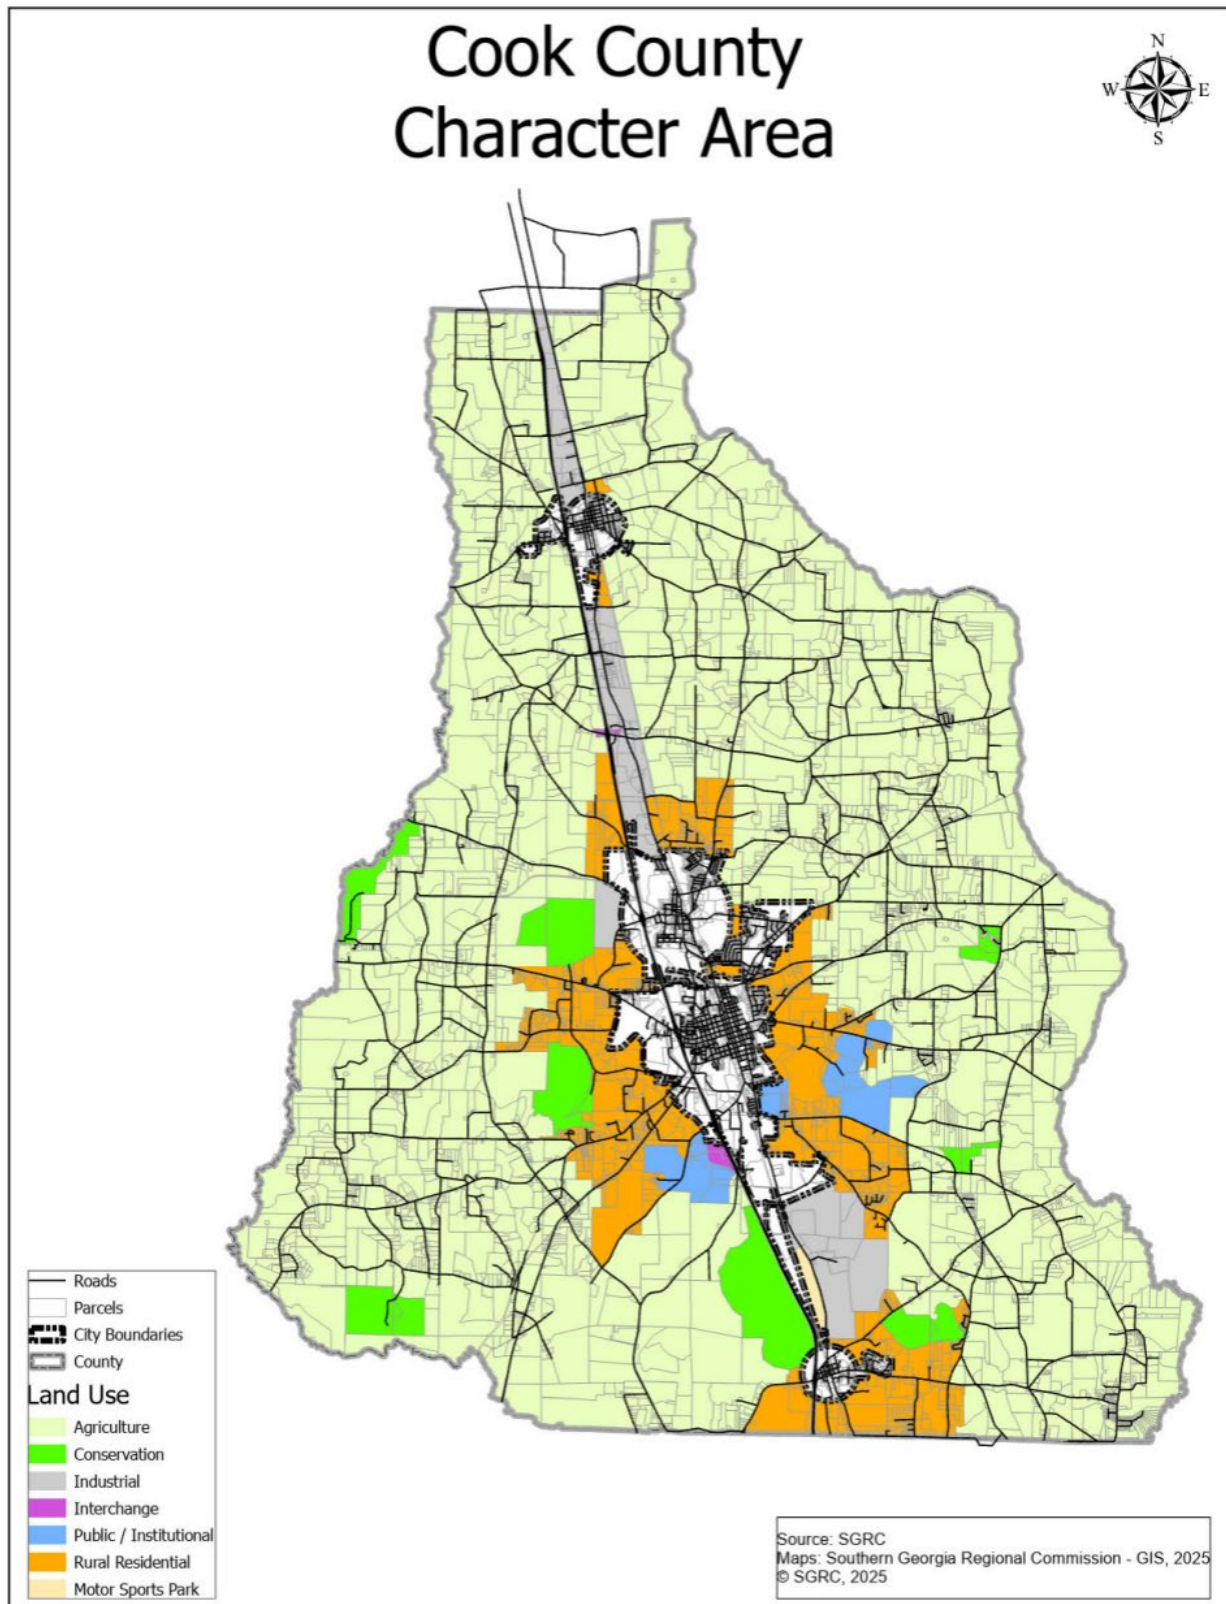 Cook County
Character Area
N
W E
S
Roads
Parcels
City Boundaries
County
Land Use
Agriculture
Conservation
Industrial
Interchange
Public / Institutional
Rural Residential
Motor Sports Park
Source: SGRC
Maps: Southern Georgia Regional Commission - GIS, 2025
© SGRC, 2025